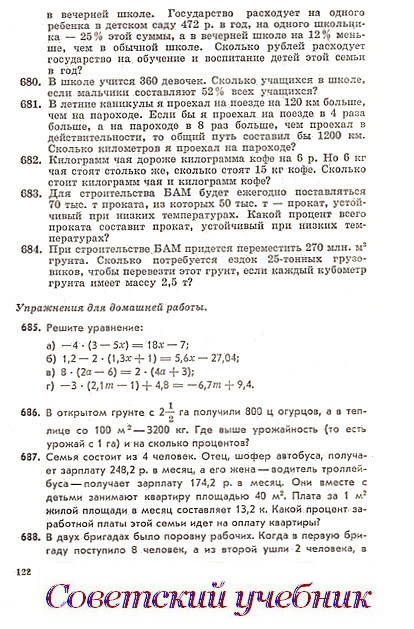 в вечерней школе. Государство расходует на одного
ребенка в детском саду 472 р. в год, на одного школьни-
ка — 25% этой суммы, а в вечерней школе на 12% мень-
ше, чем в обычной школе. Сколько рублей расходует
государство на обучение и воспитание детей этой семьи
в год?
680. В школе учится 360 девочек. Сколько учащихся в школе,
если мальчики составляют 52% всех учащихся?
681. В летние каникулы я проехал на поезде на 120 км больше,
чем на пароходе. Если бы я проехал на поезде в 4 раза
больше, а на пароходе в 8 раз больше, чем проехал в
действительности, то общий путь составил бы 1200 км.
Сколько километров я проехал на пароходе?
682. Килограмм чая дороже килограмма кофе на 6 р. Но 6 кг
чая стоят столько же, сколько стоят 15 кг кофе. Сколько
стоит килограмм чая и килограмм кофе?
683. Для строительства БАМ будет ежегодно поставляться
70 тыс. т проката, из которых 50 тыс. т — прокат, устой-
чивый при низких температурах. Какой процент всего
проката составит прокат, устойчивый при низких тем-
пературах?
684. При строительстве БАМ придется переместить 270 млн. м³
грунта. Сколько потребуется ездок 25-тонных грузо-
виков, чтобы перевезти этот грунт, если каждый кубометр
грунта имеет массу 2,5 т?
Упражнения для домашней работы.
685. Решите уравнение:
а) —4 · (3 — 5x) = 18x — 7;
б) 1,2 — 2 · (1,3x + 1) = 5,6x — 27,04;
в) 8 · (2a — 6) = 2 · (4a + 3);
г) —3 · (2,1m — 1) + 4,8 = —6,7m + 9,4.
686. В открытом грунте с 2 1/2 га получили 800 ц огурцов, а в теп-
лице со 100 м² — 3200 кг. Где выше урожайность (то есть
урожай с 1 га) и на сколько процентов?
687. Семья состоит из 4 человек. Отец, шофер автобуса, получа-
ет зарплату 248,2 р. в месяц, а его жена — водитель троллей-
буса — получает зарплату 174,2 р. в месяц. Они вместе с
детьми занимают квартиру площадью 40 м². Плата за 1 м²
жилой площади в месяц составляет 13,2 к. Какой процент за-
работной платы этой семьи идет на оплату квартиры?
688. В двух бригадах было поровну рабочих. Когда в первую бри-
гаду поступило 8 человек, а из второй ушли 2 человека, в
122
Советский учебник